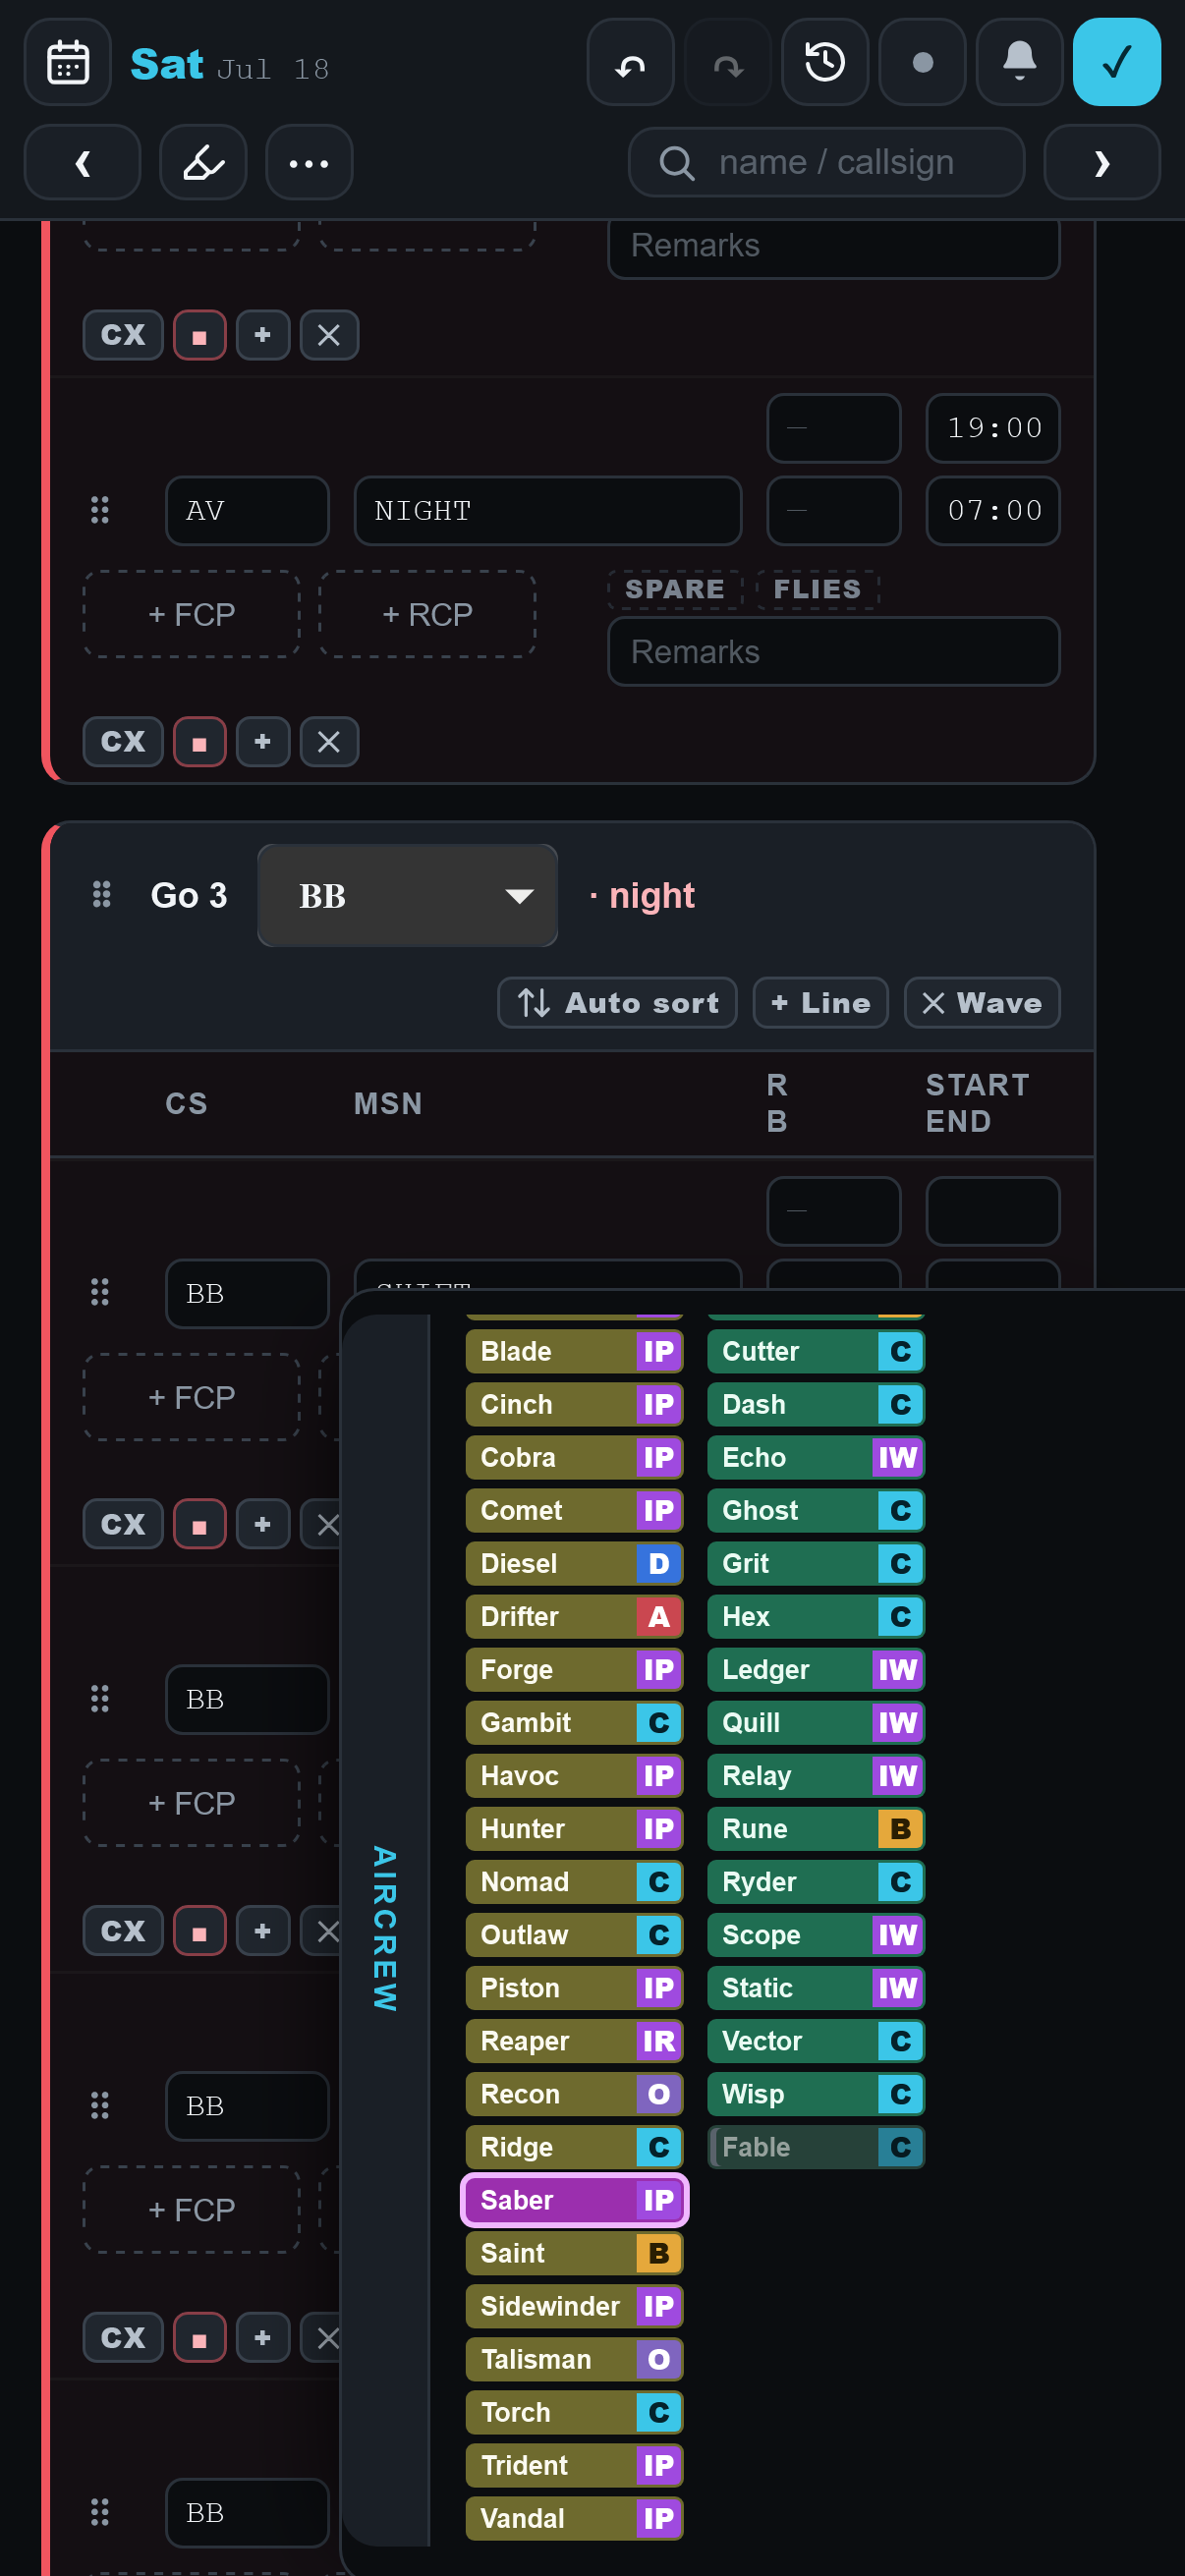 Sat Jul 18
name / callsign
Remarks
CX
19:00
AV NIGHT 07:00
+ FCP + RCP SPARE FLIES
Remarks
CX
Go 3 BB · night
Auto sort + Line Wave
CS MSN R START
B END
BB
+ FCP
CX
BB
+ FCP
CX
BB
+ FCP
CX
BB
AIRCREW
Blade IP
Cinch IP
Cobra IP
Comet IP
Diesel D
Drifter A
Forge IP
Gambit C
Havoc IP
Hunter IP
Nomad C
Outlaw C
Piston IP
Reaper IR
Recon O
Ridge C
Saber IP
Saint B
Sidewinder IP
Talisman O
Torch C
Trident IP
Vandal IP
Cutter C
Dash C
Echo IW
Ghost C
Grit C
Hex C
Ledger IW
Quill IW
Relay IW
Rune B
Ryder C
Scope IW
Static IW
Vector C
Wisp C
Fable C